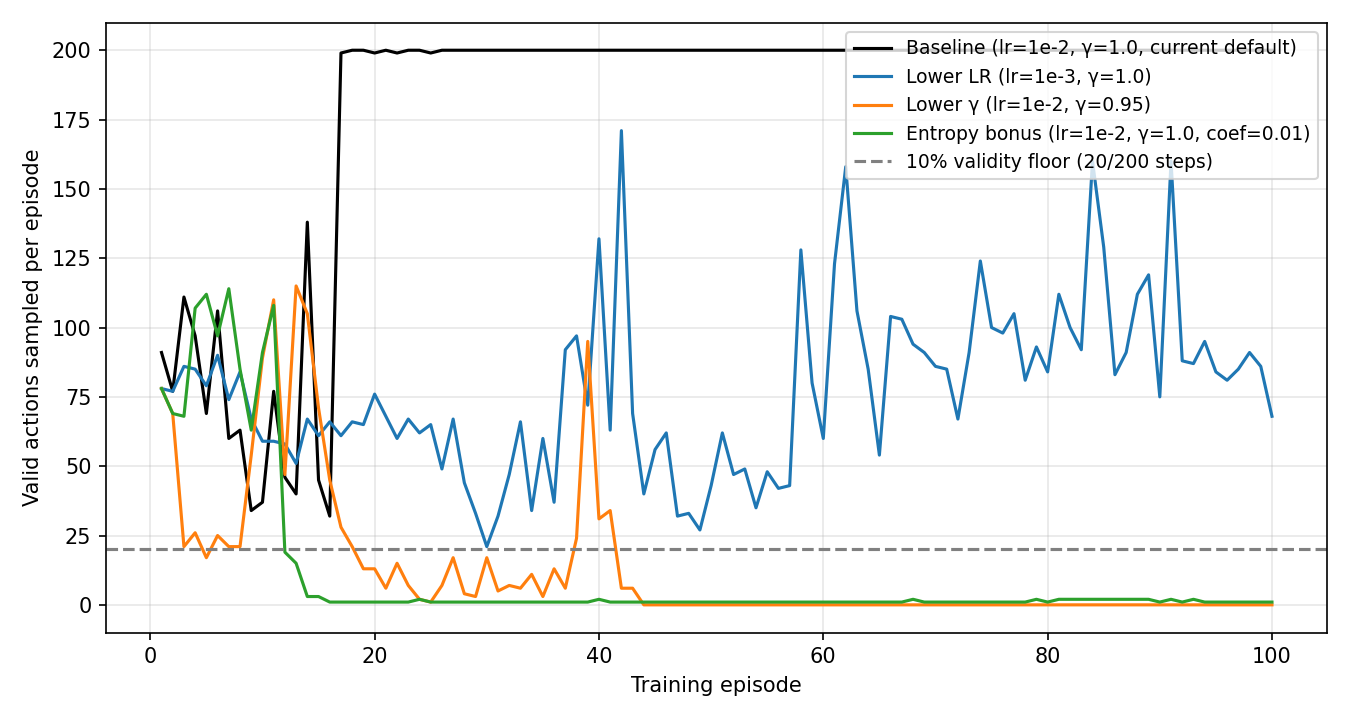 200
175
150
125
100
75
50
25
0
Valid actions sampled per episode
Baseline (lr=1e-2, γ=1.0, current default)
Lower LR (lr=1e-3, γ=1.0)
Lower γ (lr=1e-2, γ=0.95)
Entropy bonus (lr=1e-2, γ=1.0, coef=0.01)
10% validity floor (20/200 steps)
0 20 40 60 80 100
Training episode